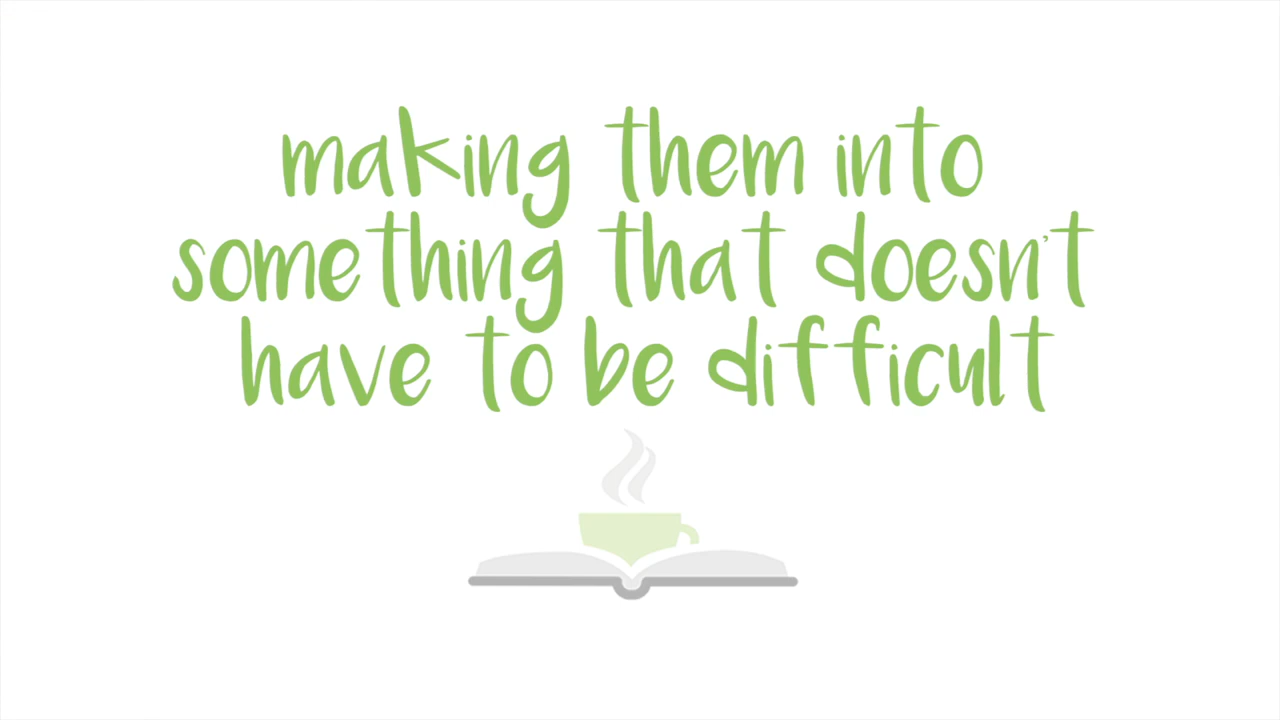 making them into
something that doesn't
have to be difficult